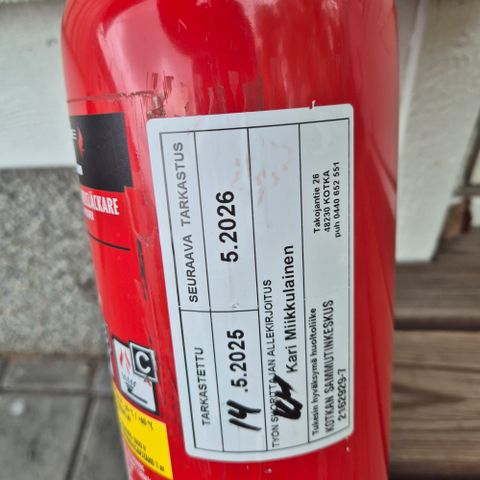 TARKASTETTU
14.5.2025
SEURAAVA TARKASTUS
5.2026
TYÖN SUORITTAJAN ALLEKIRJOITUS
Kari Miikkulainen
Tukesin hyväksymä huoltoliike
KOTKAN SAMMUTINKESKUS
2162929-7
Takojantie 26
48230 KOTKA
puh 0440 652 551
C